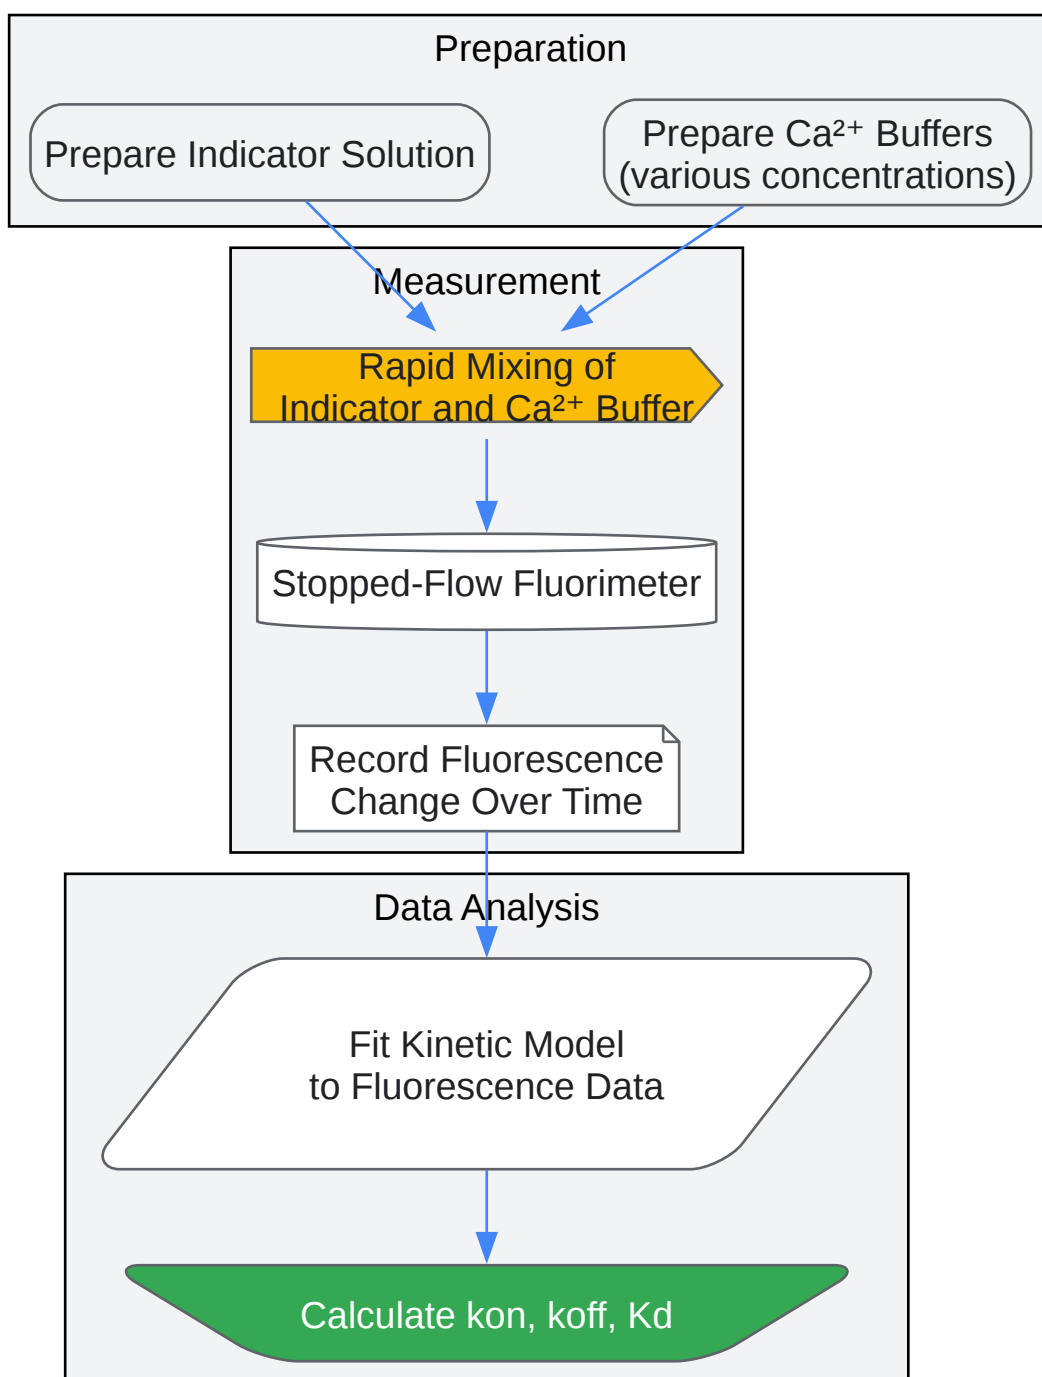 Preparation
Prepare Indicator Solution
Prepare Ca²⁺ Buffers
(various concentrations)
Measurement
Rapid Mixing of
Indicator and Ca²⁺ Buffer
Stopped-Flow Fluorimeter
Record Fluorescence
Change Over Time
Data Analysis
Fit Kinetic Model
to Fluorescence Data
Calculate kon, koff, Kd